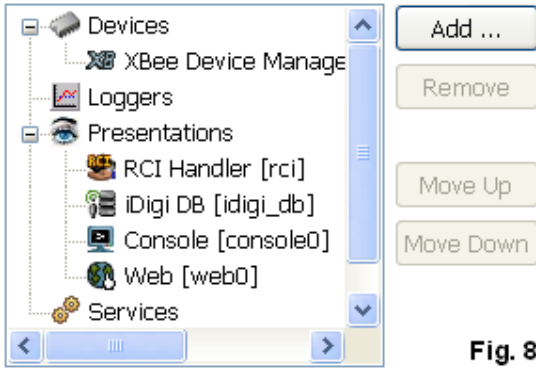 Devices
XBee Device Manage
Loggers
Presentations
RCI Handler [rci]
iDigi DB [idigi_db]
Console [console0]
Web [web0]
Services
Add ...
Remove
Move Up
Move Down
Fig. 8